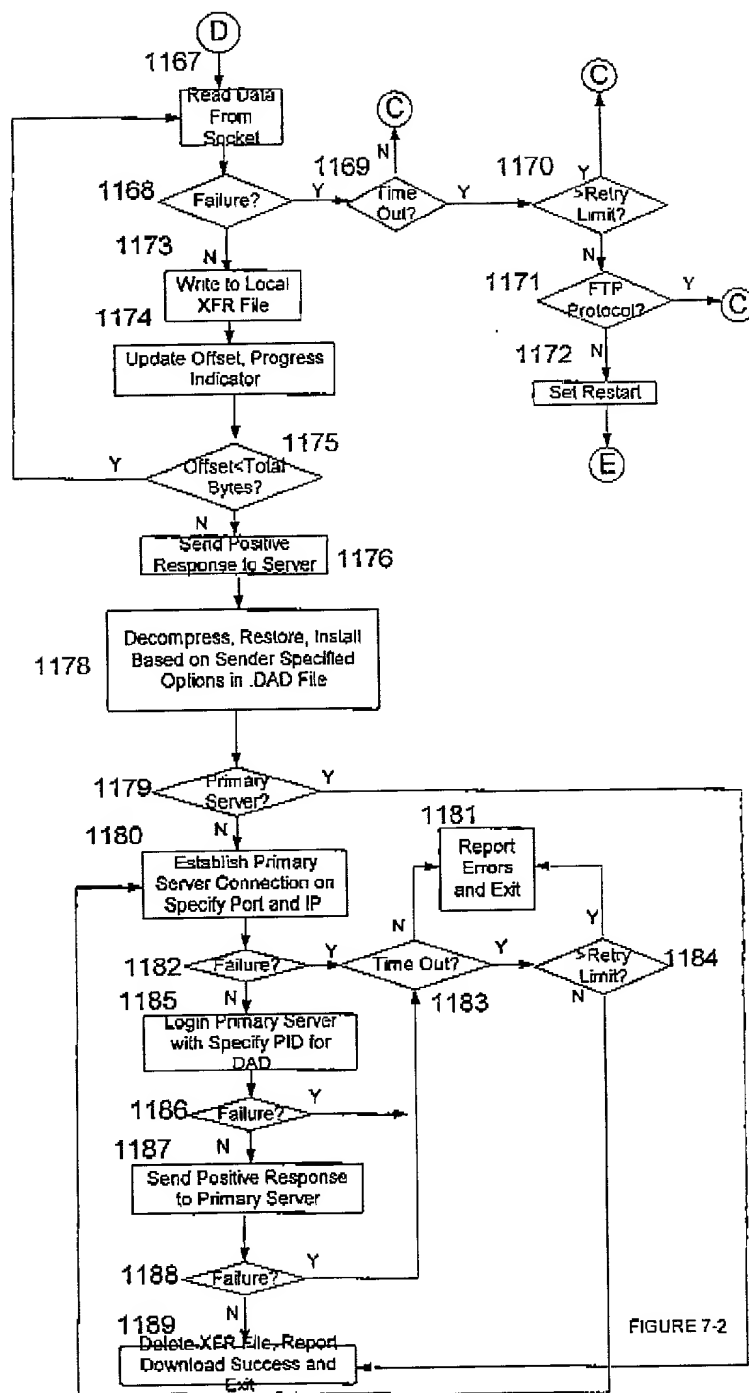 D
1167
Read Data
From
Socket
C
C
1168
Failure?
Y
1169
N
Time
Out?
Y
1170
Y
>Retry
Limit?
N
1173
N
1171
FTP
Protocol?
Y
C
Write to Local
XFR File
1174
1172
N
Set Restart
Update Offset, Progress
Indicator
E
1175
Y
Offset<Total
Bytes?
N
Send Positive
Response to Server
1176
1178
Decompress, Restore, Install
Based on Sender Specified
Options in .DAD File
1179
Primary
Server?
Y
N
1180
1181
Report
Errors
and Exit
Establish Primary
Server Connection on
Specify Port and IP
N
Y
1182
Failure?
Y
Time Out?
Y
>Retry
Limit?
1184
1183
N
N
1185
Login Primary Server
with Specify PID for
DAD
1186
Failure?
Y
N
1187
Send Positive Response
to Primary Server
1188
Failure?
Y
N
1189
FIGURE 7-2
Delete XFR File, Report
Download Success and
Exit